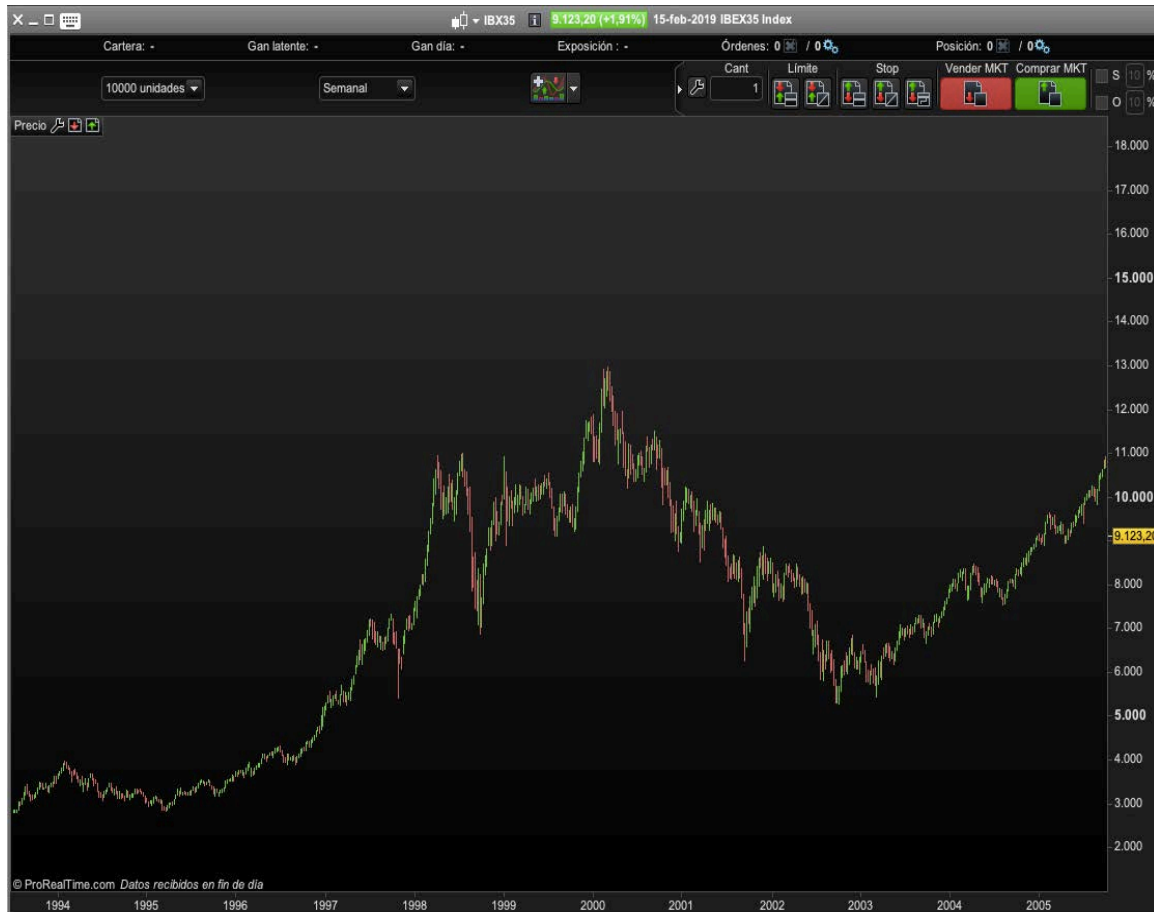 IBX35 9.123,20 (+1,91%) 15-feb-2019 IBEX35 Index
Cartera: - Gan latente: - Gan día: - Exposición : - Órdenes: 0 / 0 Posición: 0 / 0
Cant Límite Stop Vender MKT Comprar MKT S 10 %
10000 unidades Semanal 1
O 10 %
Precio
18.000
17.000
16.000
15.000
14.000
13.000
12.000
11.000
10.000
9.123,20
8.000
7.000
6.000
5.000
4.000
3.000
2.000
© ProRealTime.com Datos recibidos en fin de día
1994 1995 1996 1997 1998 1999 2000 2001 2002 2003 2004 2005